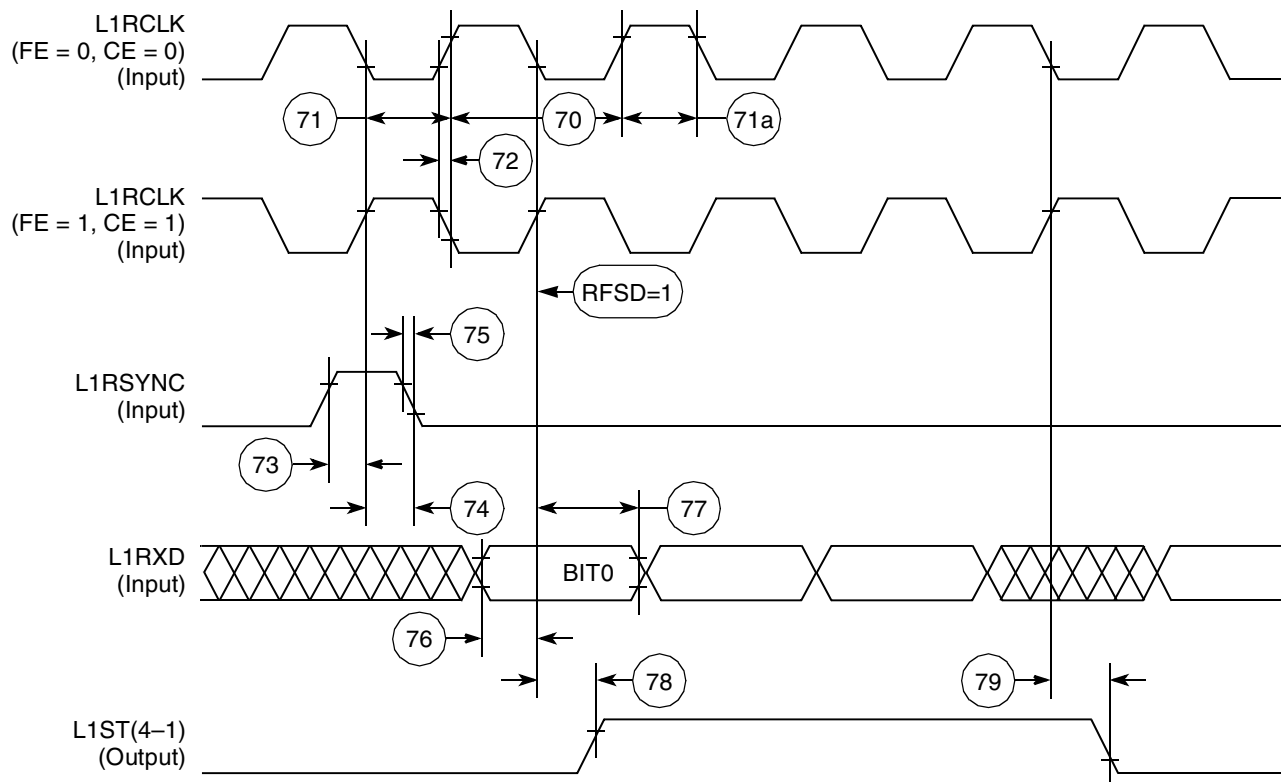 L1RCLK
(FE = 0, CE = 0)
(Input)
71
70
71a
72
L1RCLK
(FE = 1, CE = 1)
(Input)
RFSD=1
75
L1RSYNC
(Input)
73
74
77
L1RXD
(Input)
BIT0
76
78
79
L1ST(4–1)
(Output)